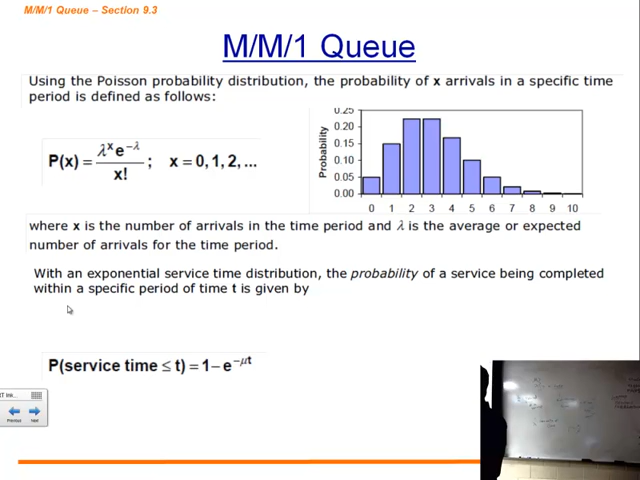 M/M/1 Queue – Section 9.3
M/M/1 Queue
Using the Poisson probability distribution, the probability of x arrivals in a specific time
period is defined as follows:
P(x) = λˣe^−λ / x! ; x = 0, 1, 2, ...
Probability
0.25
0.20
0.15
0.10
0.05
0.00
0 1 2 3 4 5 6 7 8 9 10
where x is the number of arrivals in the time period and λ is the average or expected
number of arrivals for the time period.
With an exponential service time distribution, the probability of a service being completed
within a specific period of time t is given by
P(service time ≤ t) = 1 – e^−μt
Previous Next